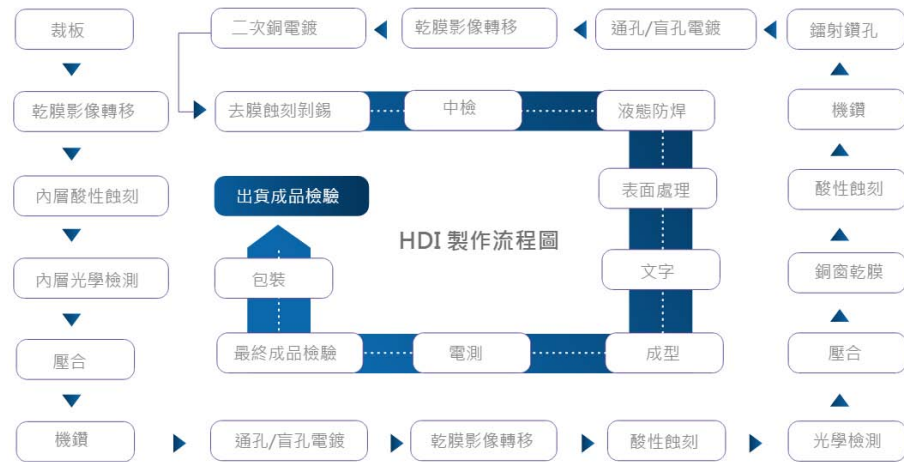 裁板
乾膜影像轉移
內層酸性蝕刻
內層光學檢測
壓合
機鑽
通孔/盲孔電鍍
乾膜影像轉移
酸性蝕刻
光學檢測
壓合
銅窗乾膜
酸性蝕刻
機鑽
鐳射鑽孔
通孔/盲孔電鍍
乾膜影像轉移
二次銅電鍍
去膜蝕刻剝錫
中檢
液態防焊
表面處理
文字
成型
電測
最終成品檢驗
包裝
出貨成品檢驗
HDI 製作流程圖